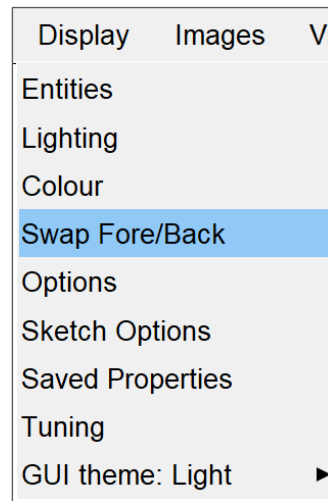 Display Images V
Entities
Lighting
Colour
Swap Fore/Back
Options
Sketch Options
Saved Properties
Tuning
GUI theme: Light